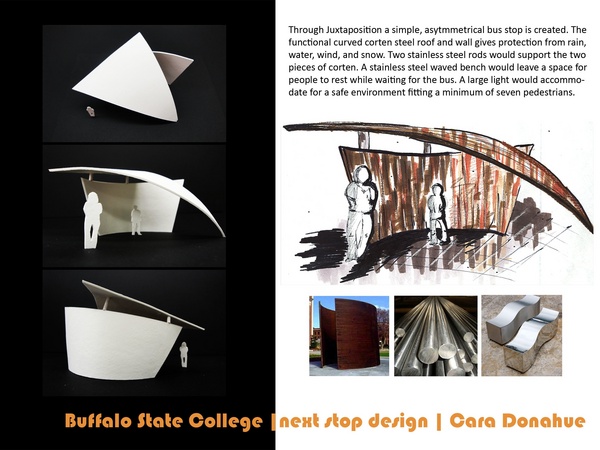 Through Juxtaposition a simple, asytmmetrical bus stop is created. The
functional curved corten steel roof and wall gives protection from rain,
water, wind, and snow. Two stainless steel rods would support the two
pieces of corten. A stainless steel waved bench would leave a space for
people to rest while waiting for the bus. A large light would accommo-
date for a safe environment fitting a minimum of seven pedestrians.
Buffalo State College | next stop design | Cara Donahue